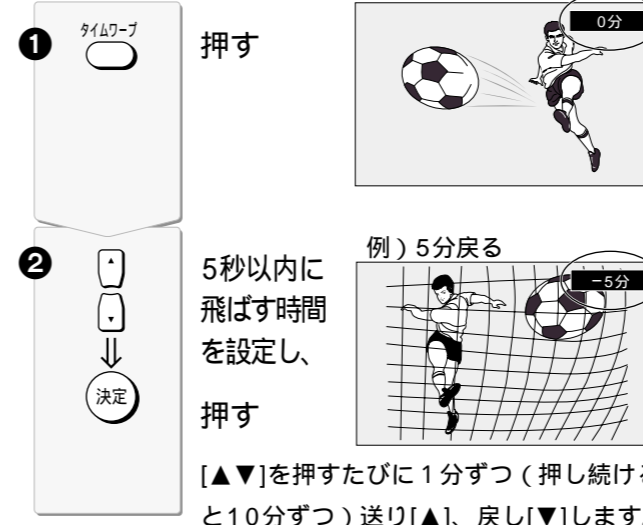 ❶
タイムワープ
押す
0分
❷
5秒以内に
飛ばす時間
を設定し、
決定
押す
例）5分戻る
－5分
[▲▼]を押すたびに１分ずつ（押し続ける
と10分ずつ）送り[▲]、戻し[▼]します